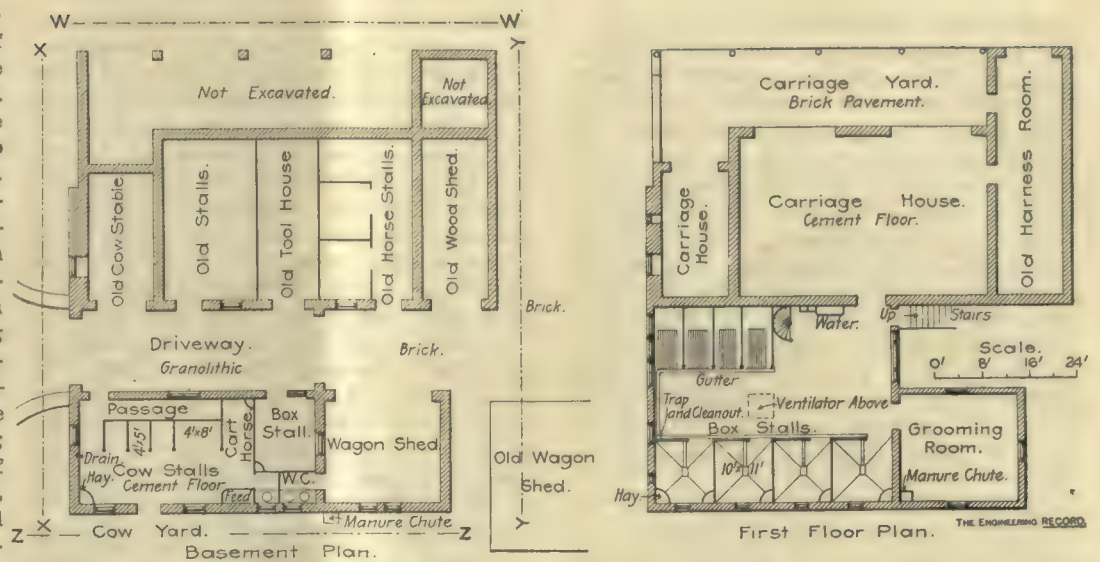 W W
X Y
Not Excavated.
Not
Excavated.
Old Cow Stable
Old Stalls.
Old Tool House
Old Horse Stalls.
Old Wood Shed.
Brick.
Driveway.
Granolithic
Brick.
Passage
4'x5'
4'x8'
Cart
Horse.
Box
Stall.
Wagon Shed.
Old Wagon
Shed.
Drain
Hay.
Cow Stalls
Cement Floor
Feed
W.C.
Manure Chute
X Y
Z Cow Yard. Z
Basement Plan.
Carriage Yard.
Brick Pavement.
Old Harness Room.
Carriage House.
Cement Floor.
Carriage
House.
Water.
Up Stairs
Scale.
0' 8' 16' 24'
Gutter
Trap
and Cleanout.
Ventilator Above
Box Stalls.
10'x11'
Grooming
Room.
Manure Chute.
Hay.
First Floor Plan.
THE ENGINEERING RECORD.